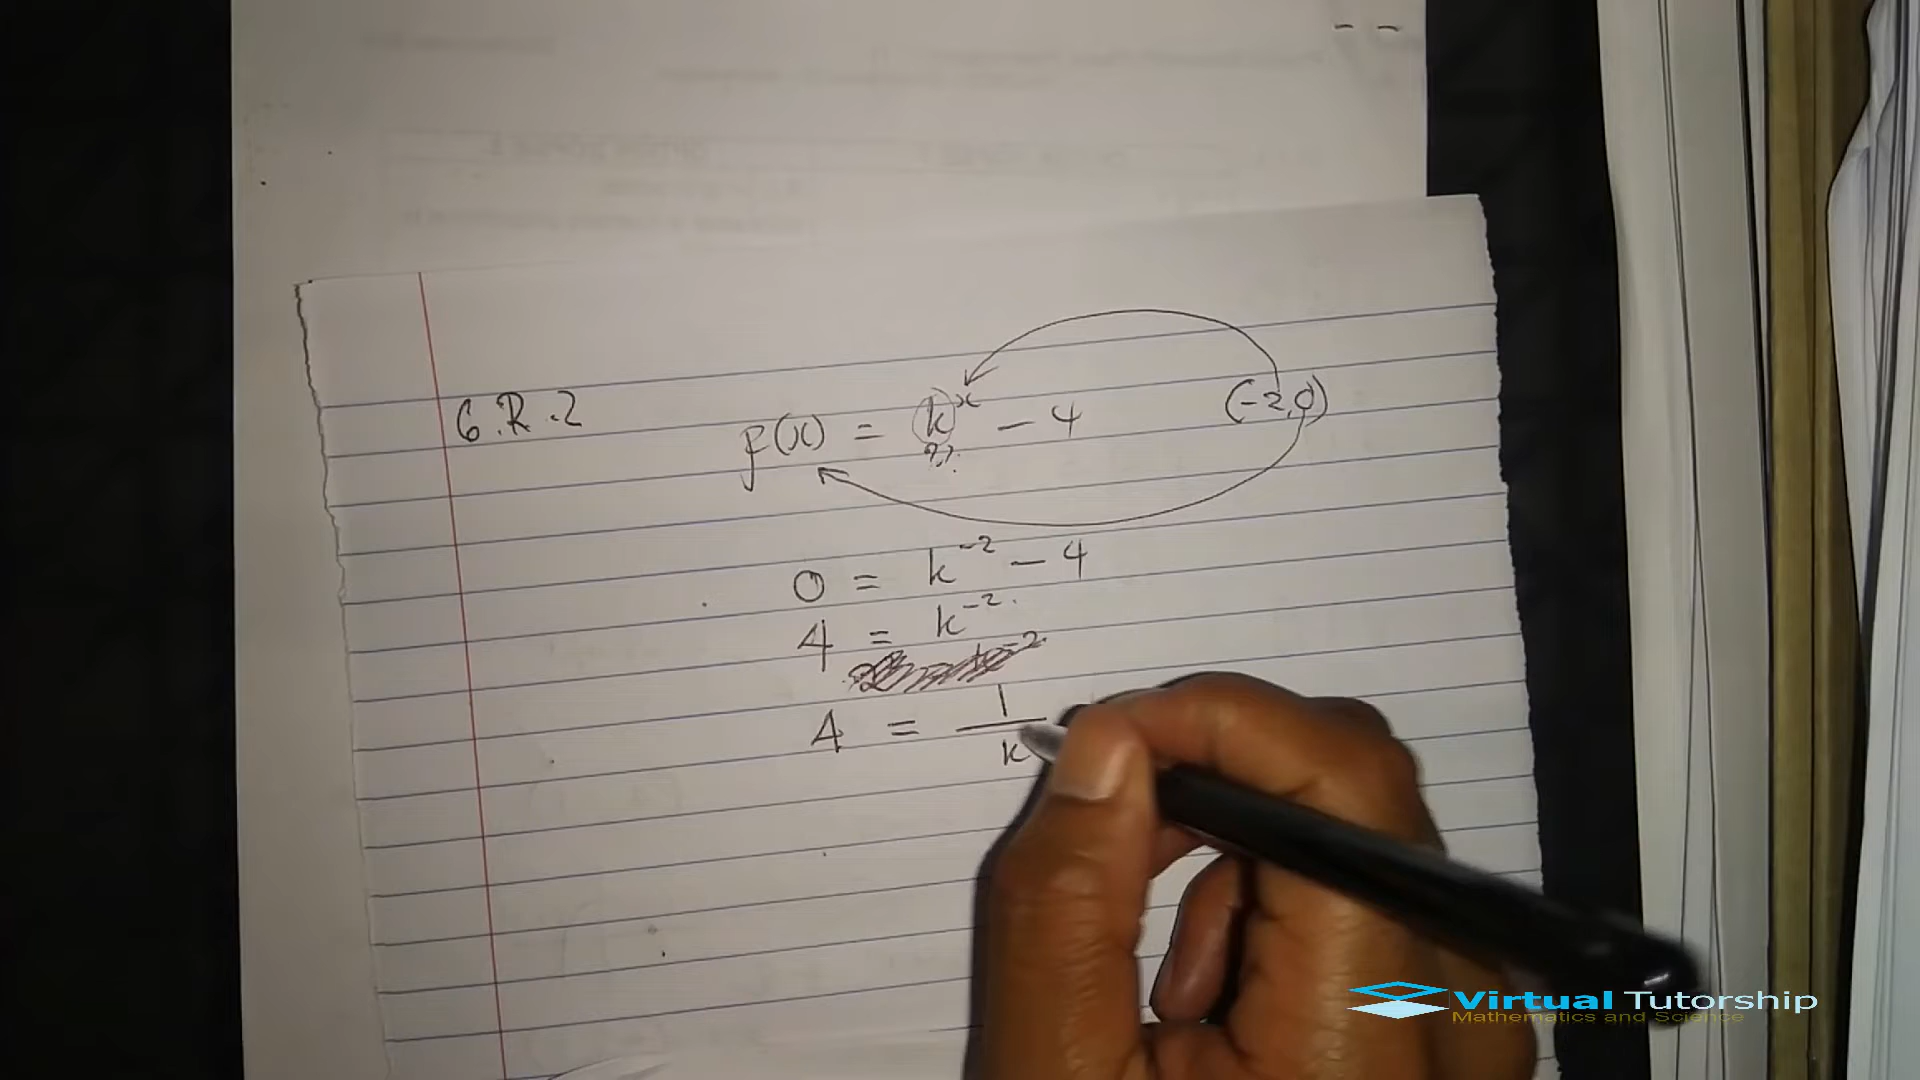 6.R.2
f(x) = k^x - 4 (-2,0)
??
0 = k^-2 - 4
4 = k^-2
4 = 1/k
Virtual Tutorship
Mathematics and Science